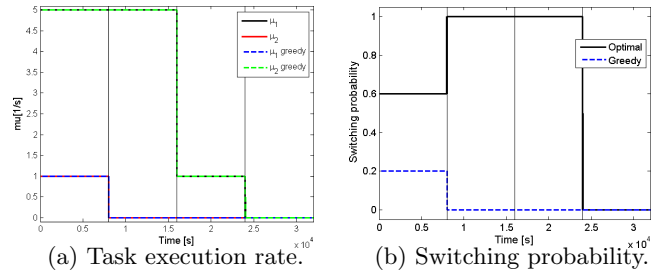 5
4.5
4
3.5
3
2.5
2
1.5
1
0.5
0
mu[1/s]
μ1
μ2
μ1 greedy
μ2 greedy
0 0.5 1 1.5 2 2.5 3
Time [s]
x 10^4
(a) Task execution rate.
1
0.8
0.6
0.4
0.2
0
Switching probability
Optimal
Greedy
0 0.5 1 1.5 2 2.5 3
Time [s]
x 10^4
(b) Switching probability.